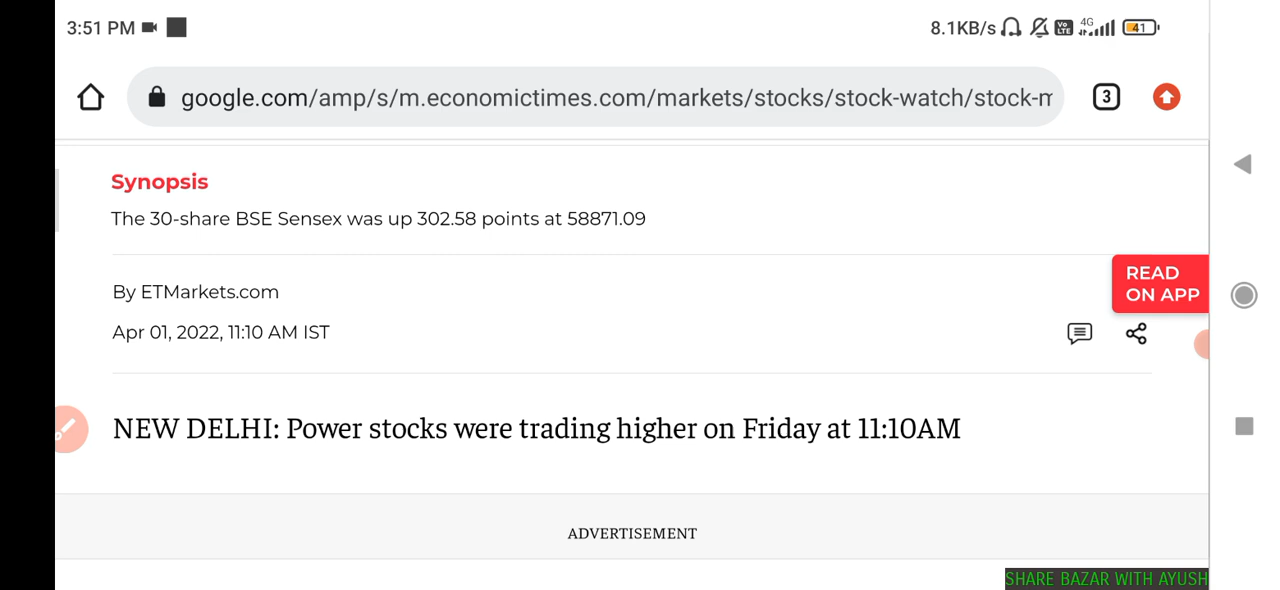 3:51 PM
8.1KB/s
Vo LTE
4G
41
google.com/amp/s/m.economictimes.com/markets/stocks/stock-watch/stock-m
3
Synopsis
The 30-share BSE Sensex was up 302.58 points at 58871.09
READ
ON APP
By ETMarkets.com
Apr 01, 2022, 11:10 AM IST
NEW DELHI: Power stocks were trading higher on Friday at 11:10AM
ADVERTISEMENT
SHARE BAZAR WITH AYUSH